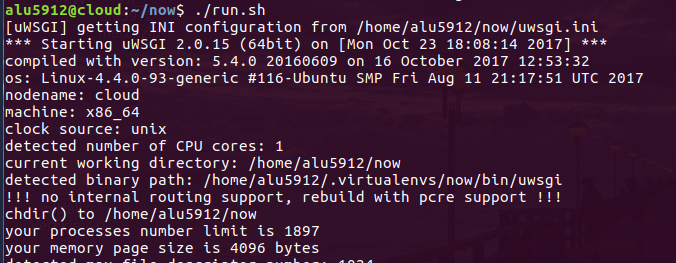 alu5912@cloud:~/now$ ./run.sh
[uWSGI] getting INI configuration from /home/alu5912/now/uwsgi.ini
*** Starting uWSGI 2.0.15 (64bit) on [Mon Oct 23 18:08:14 2017] ***
compiled with version: 5.4.0 20160609 on 16 October 2017 12:53:32
os: Linux-4.4.0-93-generic #116-Ubuntu SMP Fri Aug 11 21:17:51 UTC 2017
nodename: cloud
machine: x86_64
clock source: unix
detected number of CPU cores: 1
current working directory: /home/alu5912/now
detected binary path: /home/alu5912/.virtualenvs/now/bin/uwsgi
!!! no internal routing support, rebuild with pcre support !!!
chdir() to /home/alu5912/now
your processes number limit is 1897
your memory page size is 4096 bytes
detected max file descriptor number: 1024